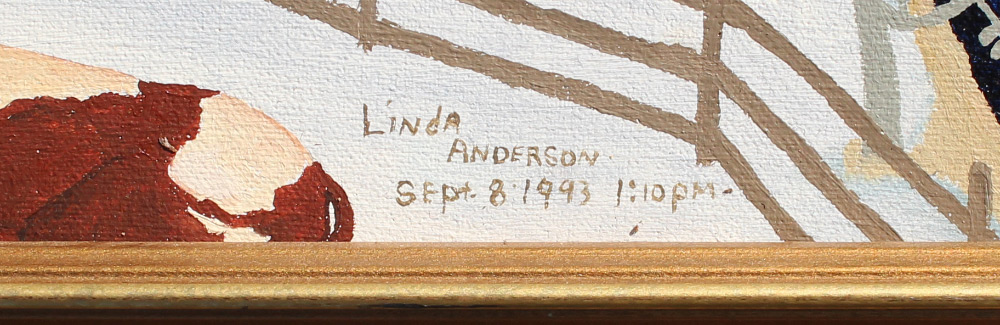 LindA
ANDERSON
SEpt. 8. 1993 1:10pm-